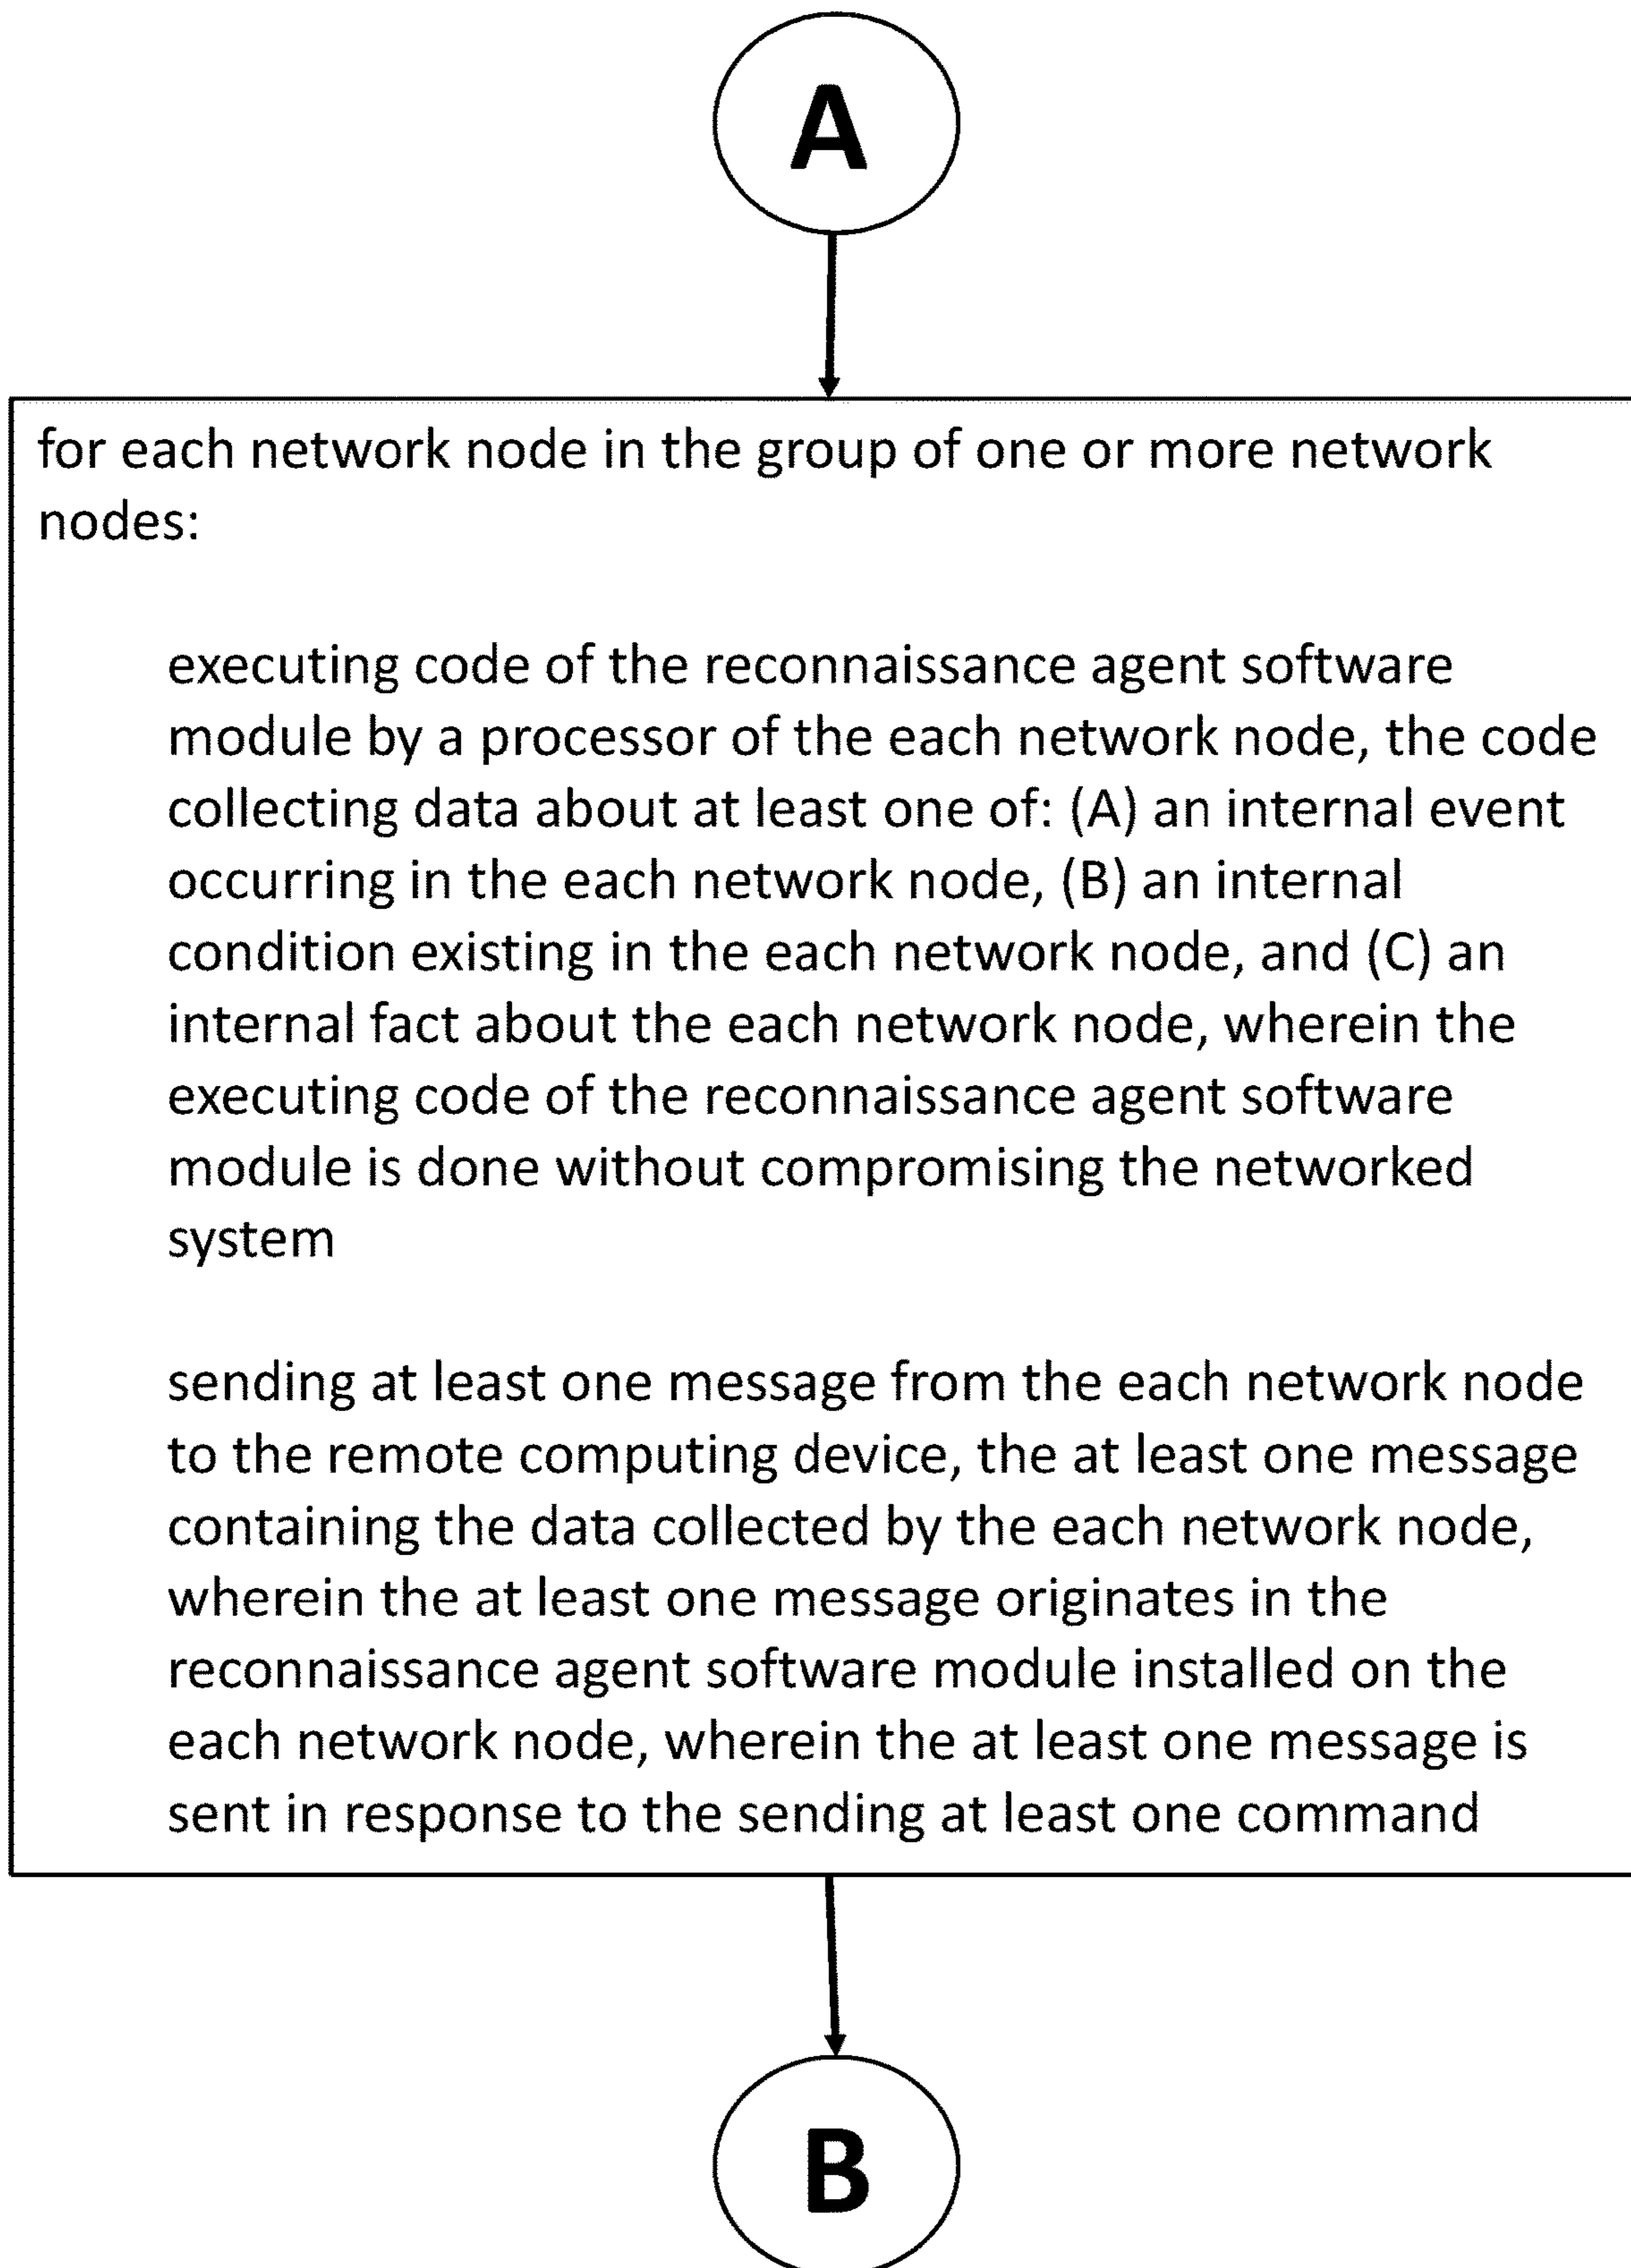 A
for each network node in the group of one or more network
nodes:
executing code of the reconnaissance agent software
module by a processor of the each network node, the code
collecting data about at least one of: (A) an internal event
occurring in the each network node, (B) an internal
condition existing in the each network node, and (C) an
internal fact about the each network node, wherein the
executing code of the reconnaissance agent software
module is done without compromising the networked
system
sending at least one message from the each network node
to the remote computing device, the at least one message
containing the data collected by the each network node,
wherein the at least one message originates in the
reconnaissance agent software module installed on the
each network node, wherein the at least one message is
sent in response to the sending at least one command
B